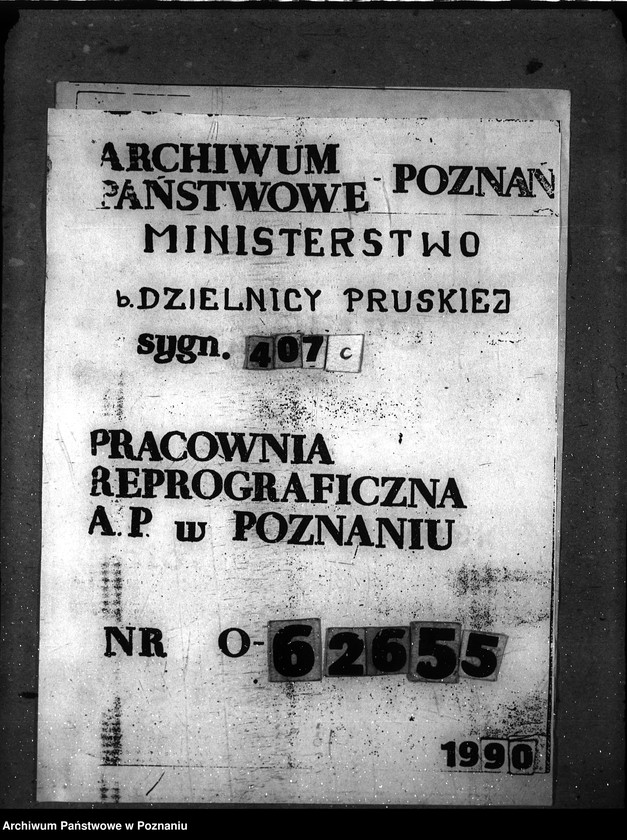 ARCHIWUM
PAŃSTWOWE - POZNAŃ
MINISTERSTWO
b. DZIELNICY PRUSKIEJ
sygn. 407 c
PRACOWNIA
REPROGRAFICZNA
A.P. w POZNANIU
NR O-62655
1990
Archiwum Państwowe w Poznaniu